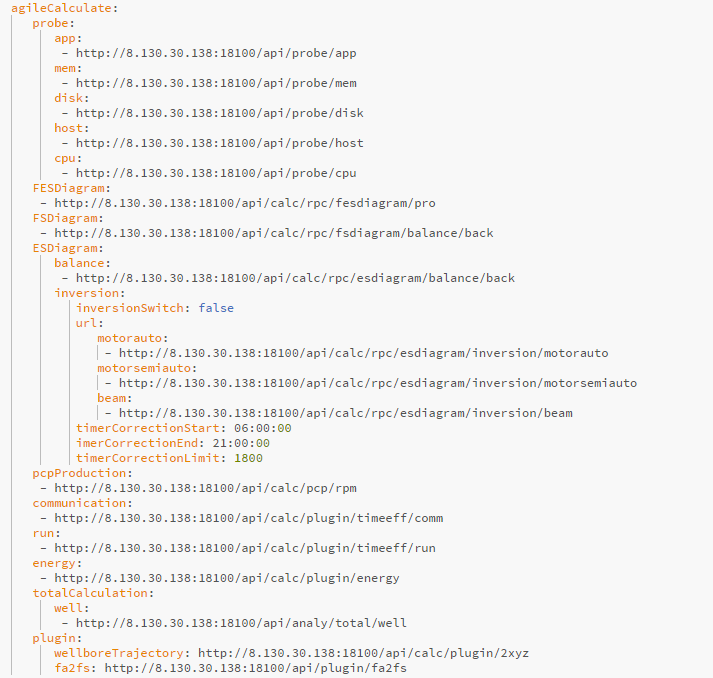 agileCalculate:
probe:
app:
- http://8.130.30.138:18100/api/probe/app
mem:
- http://8.130.30.138:18100/api/probe/mem
disk:
- http://8.130.30.138:18100/api/probe/disk
host:
- http://8.130.30.138:18100/api/probe/host
cpu:
- http://8.130.30.138:18100/api/probe/cpu
FESDiagram:
- http://8.130.30.138:18100/api/calc/rpc/fesdiagram/pro
FSDiagram:
- http://8.130.30.138:18100/api/calc/rpc/fsdiagram/balance/back
ESDiagram:
balance:
- http://8.130.30.138:18100/api/calc/rpc/esdiagram/balance/back
inversion:
inversionSwitch: false
url:
motorauto:
- http://8.130.30.138:18100/api/calc/rpc/esdiagram/inversion/motorauto
motorsemiauto:
- http://8.130.30.138:18100/api/calc/rpc/esdiagram/inversion/motorsemiauto
beam:
- http://8.130.30.138:18100/api/calc/rpc/esdiagram/inversion/beam
timerCorrectionStart: 06:00:00
imerCorrectionEnd: 21:00:00
timerCorrectionLimit: 1800
pcpProduction:
- http://8.130.30.138:18100/api/calc/pcp/rpm
communication:
- http://8.130.30.138:18100/api/calc/plugin/timeeff/comm
run:
- http://8.130.30.138:18100/api/calc/plugin/timeeff/run
energy:
- http://8.130.30.138:18100/api/calc/plugin/energy
totalCalculation:
well:
- http://8.130.30.138:18100/api/analy/total/well
plugin:
wellboreTrajectory: http://8.130.30.138:18100/api/calc/plugin/2xyz
fa2fs: http://8.130.30.138:18100/api/plugin/fa2fs